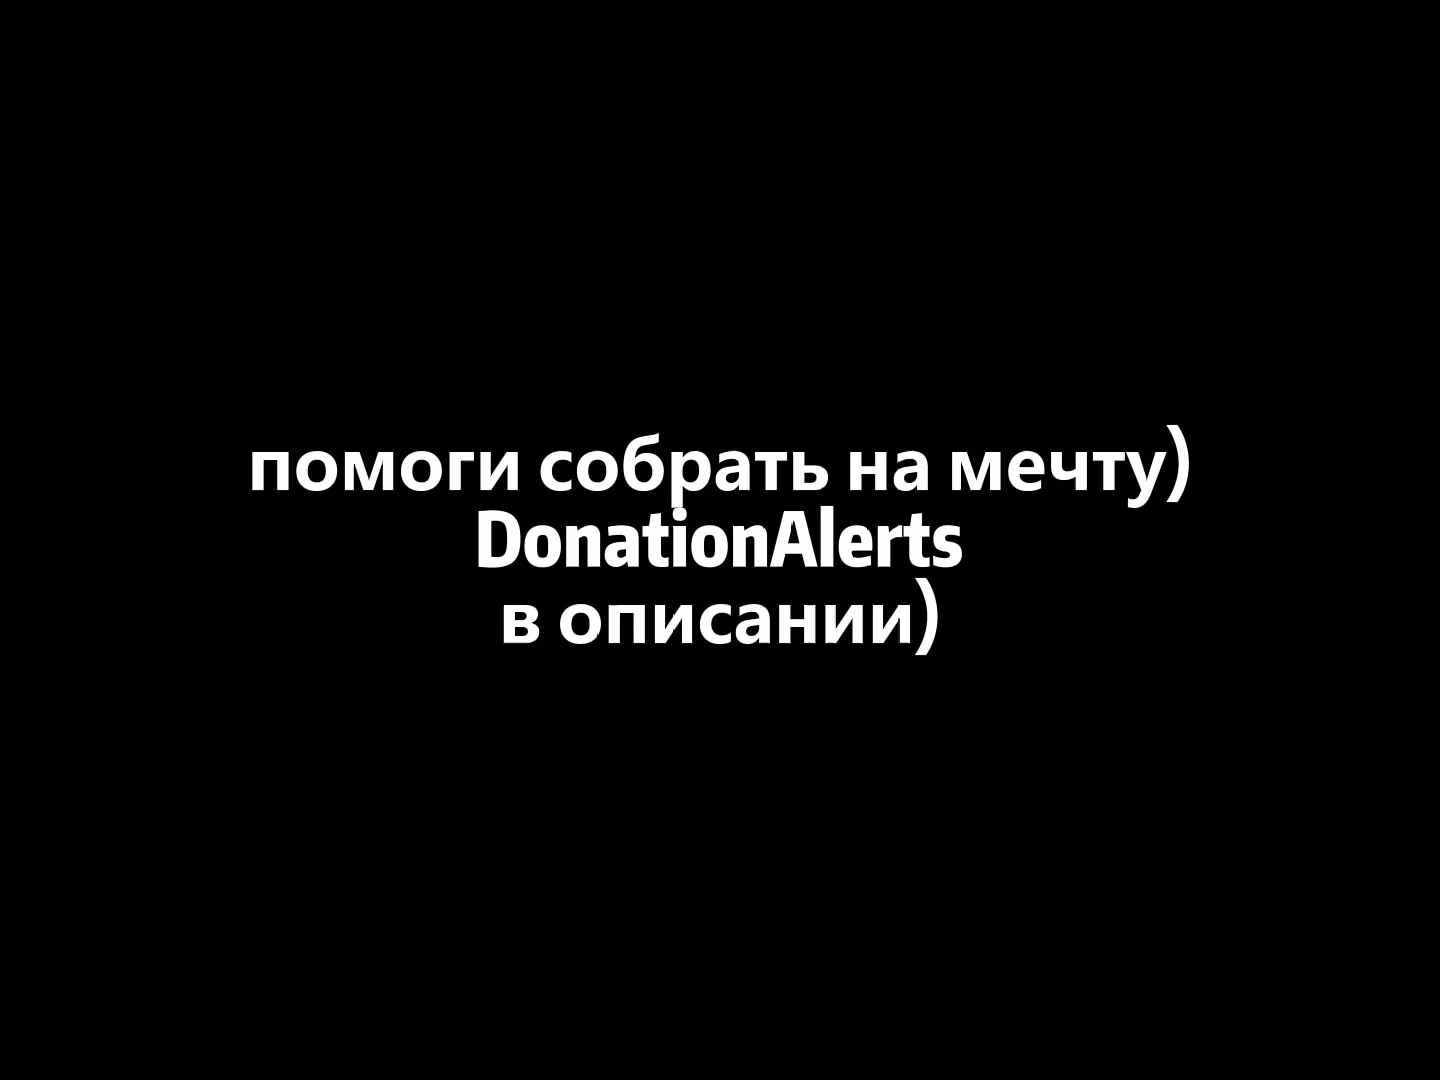 помоги собрать на мечту)
DonationAlerts
в описании)